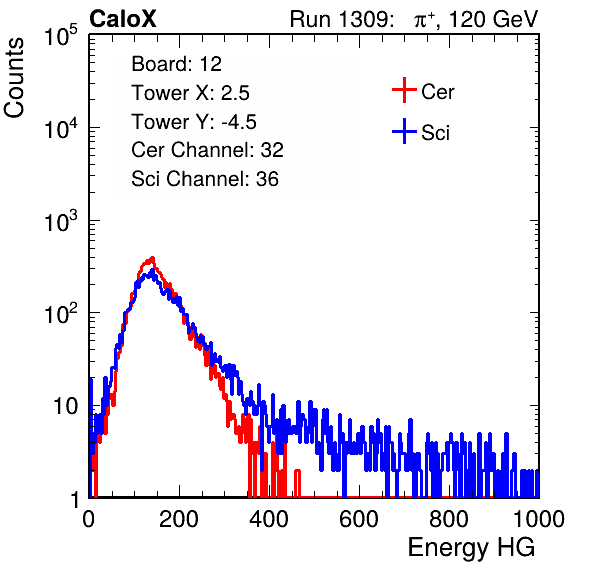 CaloX Run 1309: π⁺, 120 GeV
Board: 12
Tower X: 2.5
Tower Y: -4.5
Cer Channel: 32
Sci Channel: 36
Cer
Sci
Counts
10⁵
10⁴
10³
10²
10
1
0 200 400 600 800 1000
Energy HG